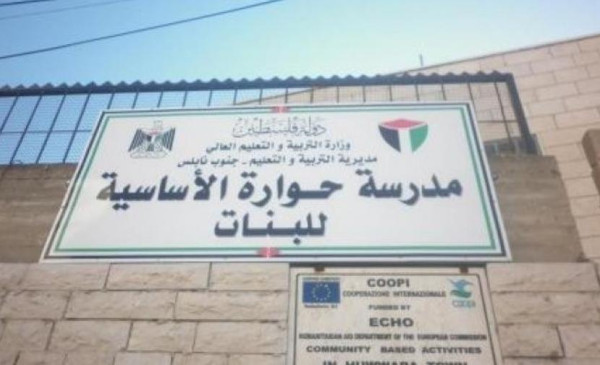 دولة فلسطين
وزارة التربية و التعليم العالي
مديرية التربية و التعليم - جنوب نابلس
مدرسة حوارة الأساسية
للبنات
COOPI
COOPERAZIONE INTERNAZIONALE
FUNDED BY
ECHO
HUMANITARIAN AID DEPARTMENT OF THE EUROPEAN COMMISSION
COMMUNITY BASED ACTIVITIES
IN HUWWARA TOWN
COOPI